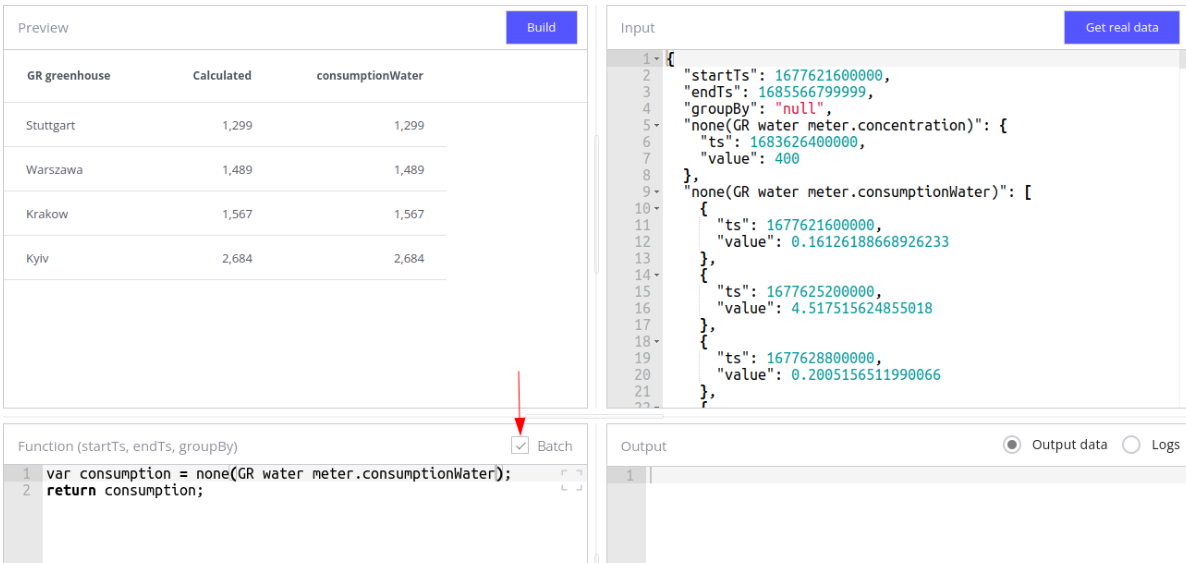 Preview
Build
GR greenhouse Calculated consumptionWater
Stuttgart 1,299 1,299
Warszawa 1,489 1,489
Krakow 1,567 1,567
Kyiv 2,684 2,684
Input
Get real data
1 {
2 "startTs": 1677621600000,
3 "endTs": 1685566799999,
4 "groupBy": "null",
5 "none(GR water meter.concentration)": {
6 "ts": 1683626400000,
7 "value": 400
8 },
9 "none(GR water meter.consumptionWater)": [
10 {
11 "ts": 1677621600000,
12 "value": 0.16126188668926233
13 },
14 {
15 "ts": 1677625200000,
16 "value": 4.517515624855018
17 },
18 {
19 "ts": 1677628800000,
20 "value": 0.2005156511990066
21 },
22 {
Function (startTs, endTs, groupBy)
Batch
1 var consumption = none(GR water meter.consumptionWater);
2 return consumption;
Output
Output data
Logs
1